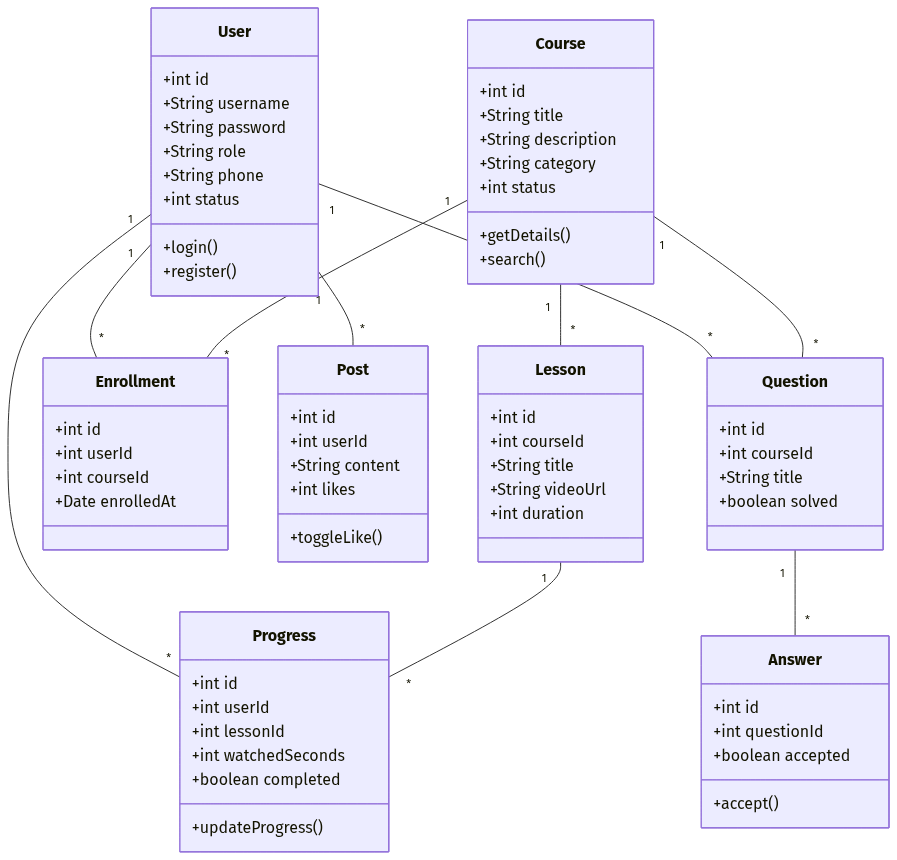 User
+int id
+String username
+String password
+String role
+String phone
+int status
+login()
+register()
Course
+int id
+String title
+String description
+String category
+int status
+getDetails()
+search()
1
1
1
1
1
1
1
*
*
*
*
*
*
Enrollment
+int id
+int userId
+int courseId
+Date enrolledAt
Post
+int id
+int userId
+String content
+int likes
+toggleLike()
Lesson
+int id
+int courseId
+String title
+String videoUrl
+int duration
Question
+int id
+int courseId
+String title
+boolean solved
1
1
*
*
*
Progress
+int id
+int userId
+int lessonId
+int watchedSeconds
+boolean completed
+updateProgress()
Answer
+int id
+int questionId
+boolean accepted
+accept()